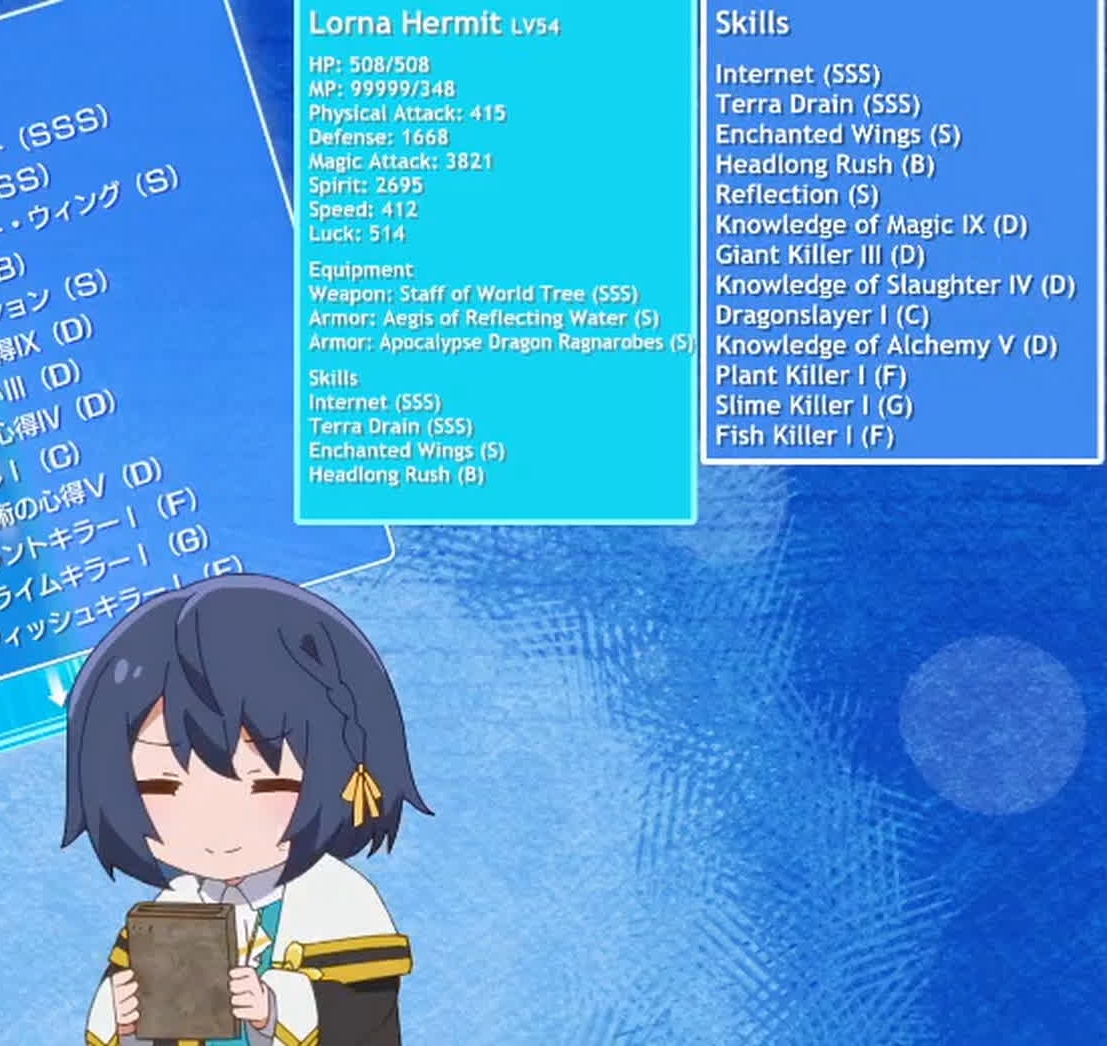 Lorna Hermit LV54
HP: 508/508
MP: 99999/348
Physical Attack: 415
Defense: 1668
Magic Attack: 3821
Spirit: 2695
Speed: 412
Luck: 514
Equipment
Weapon: Staff of World Tree (SSS)
Armor: Aegis of Reflecting Water (S)
Armor: Apocalypse Dragon Ragnarobes (S)
Skills
Internet (SSS)
Terra Drain (SSS)
Enchanted Wings (S)
Headlong Rush (B)
Skills
Internet (SSS)
Terra Drain (SSS)
Enchanted Wings (S)
Headlong Rush (B)
Reflection (S)
Knowledge of Magic IX (D)
Giant Killer III (D)
Knowledge of Slaughter IV (D)
Dragonslayer I (C)
Knowledge of Alchemy V (D)
Plant Killer I (F)
Slime Killer I (G)
Fish Killer I (F)
(SSS)
SS)
・ウィング (S)
B)
ション (S)
得IX (D)
III (D)
心得IV (D)
I (C)
術の心得V (D)
ントキラーI (F)
ライムキラーI (G)
ィッシュキラーI (F)